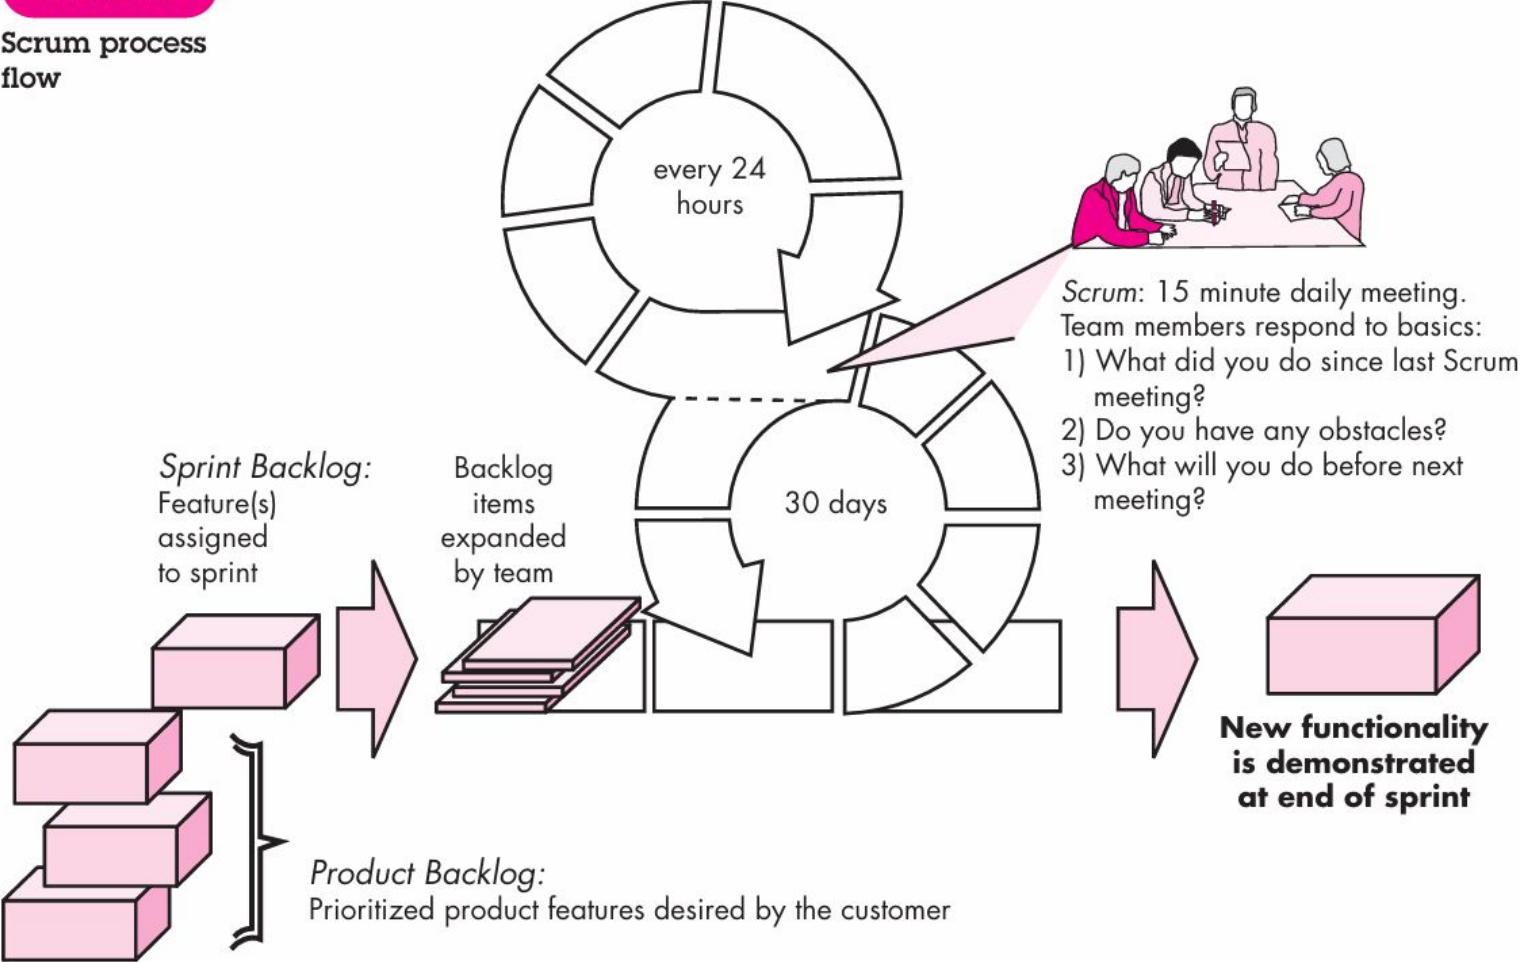 Scrum process
flow
every 24
hours
Scrum: 15 minute daily meeting.
Team members respond to basics:
1) What did you do since last Scrum
meeting?
2) Do you have any obstacles?
3) What will you do before next
meeting?
Sprint Backlog:
Feature(s)
assigned
to sprint
Backlog
items
expanded
by team
30 days
New functionality
is demonstrated
at end of sprint
Product Backlog:
Prioritized product features desired by the customer